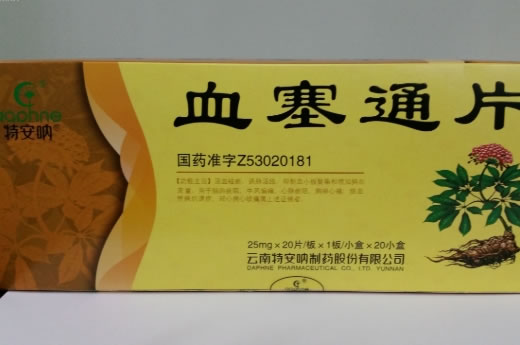 daphne
特安呐
血塞通片
国药准字Z53020181
25mg×20片/板×1板/小盒×20小盒
云南特安呐制药股份有限公司
DAPHNE PHARMACEUTICAL CO., LTD. YUNNAN